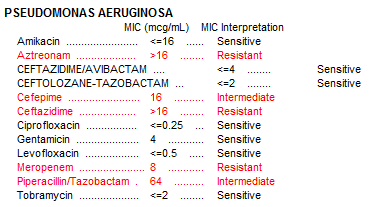 PSEUDOMONAS AERUGINOSA
MIC (mcg/mL) MIC Interpretation
Amikacin ..................... <=16 ...... Sensitive
Aztreonam ................. >16 .......... Resistant
CEFTAZIDIME/AVIBACTAM ... <=4 ........ Sensitive
CEFTOLOZANE-TAZOBACTAM ... <=2 ........ Sensitive
Cefepime ................... 16 .......... Intermediate
Ceftazidime ................ >16 .......... Resistant
Ciprofloxacin .............. <=0.25 ... Sensitive
Gentamicin ................. 4 ............ Sensitive
Levofloxacin ............... <=0.5 ..... Sensitive
Meropenem ................ 8 ............ Resistant
Piperacillin/Tazobactam . 64 .......... Intermediate
Tobramycin ................ <=2 ........ Sensitive